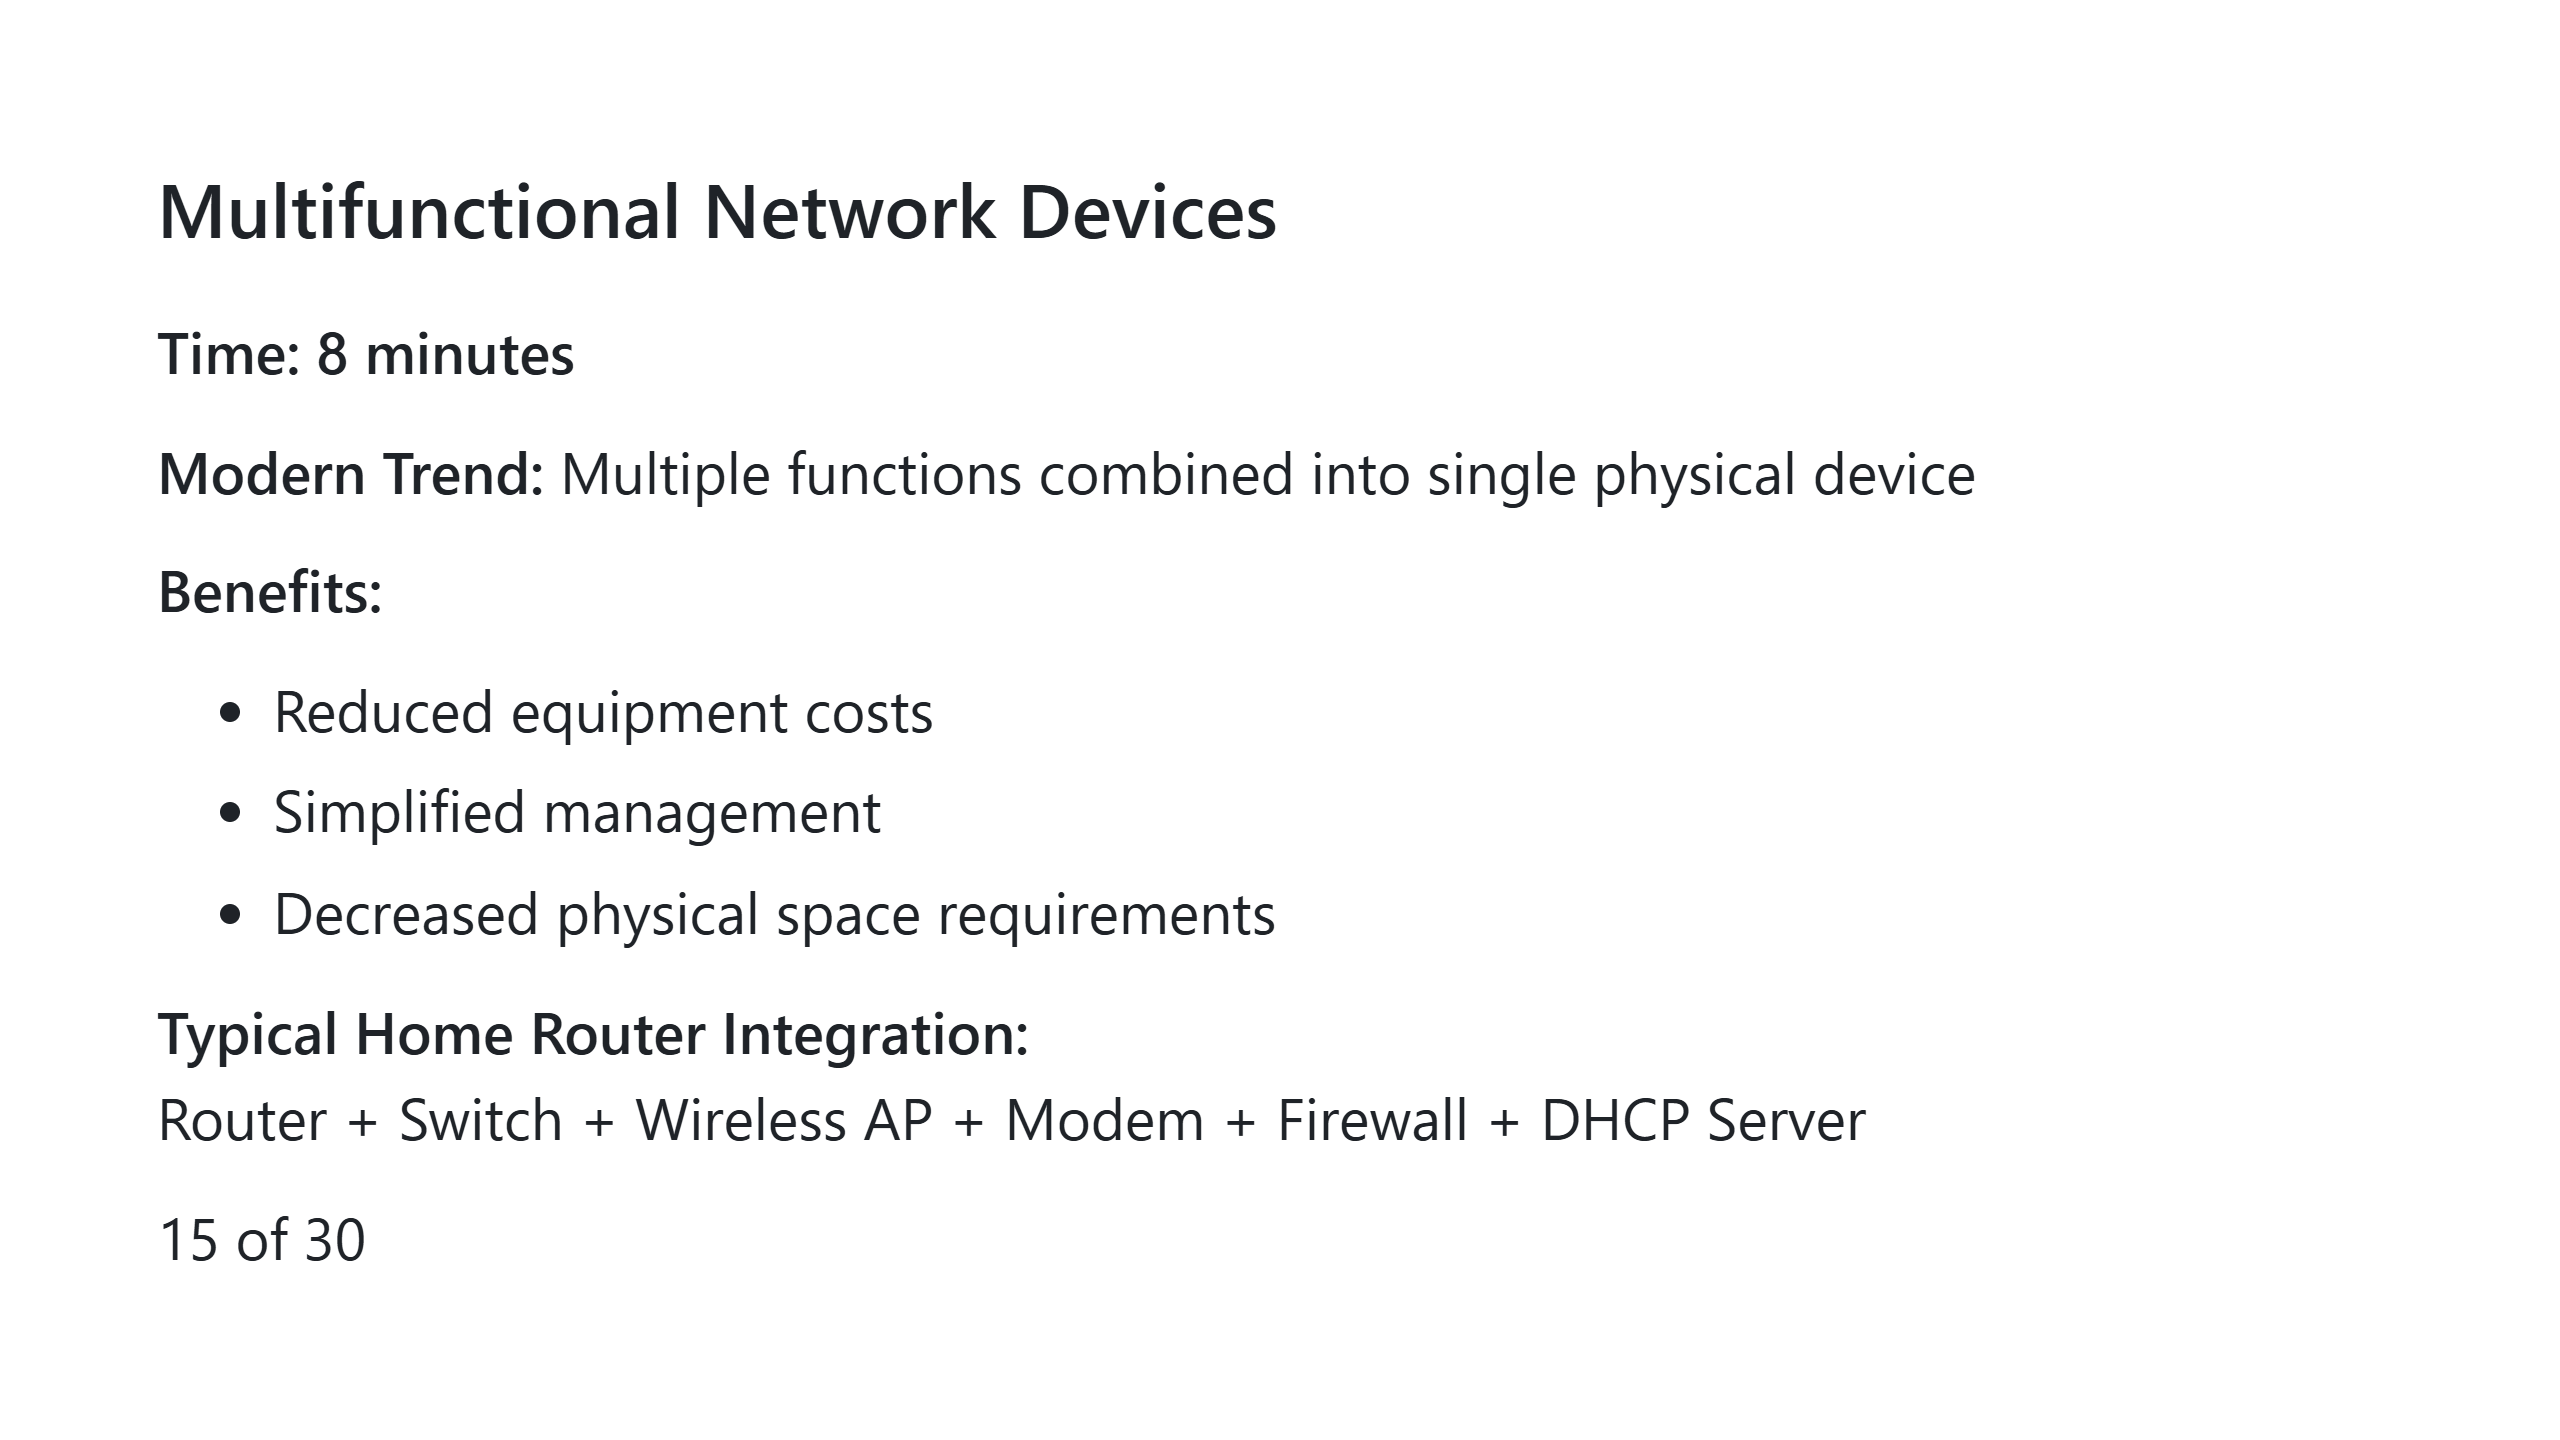 Multifunctional Network Devices
Time: 8 minutes
Modern Trend: Multiple functions combined into single physical device
Benefits:
• Reduced equipment costs
• Simplified management
• Decreased physical space requirements
Typical Home Router Integration:
Router + Switch + Wireless AP + Modem + Firewall + DHCP Server
15 of 30